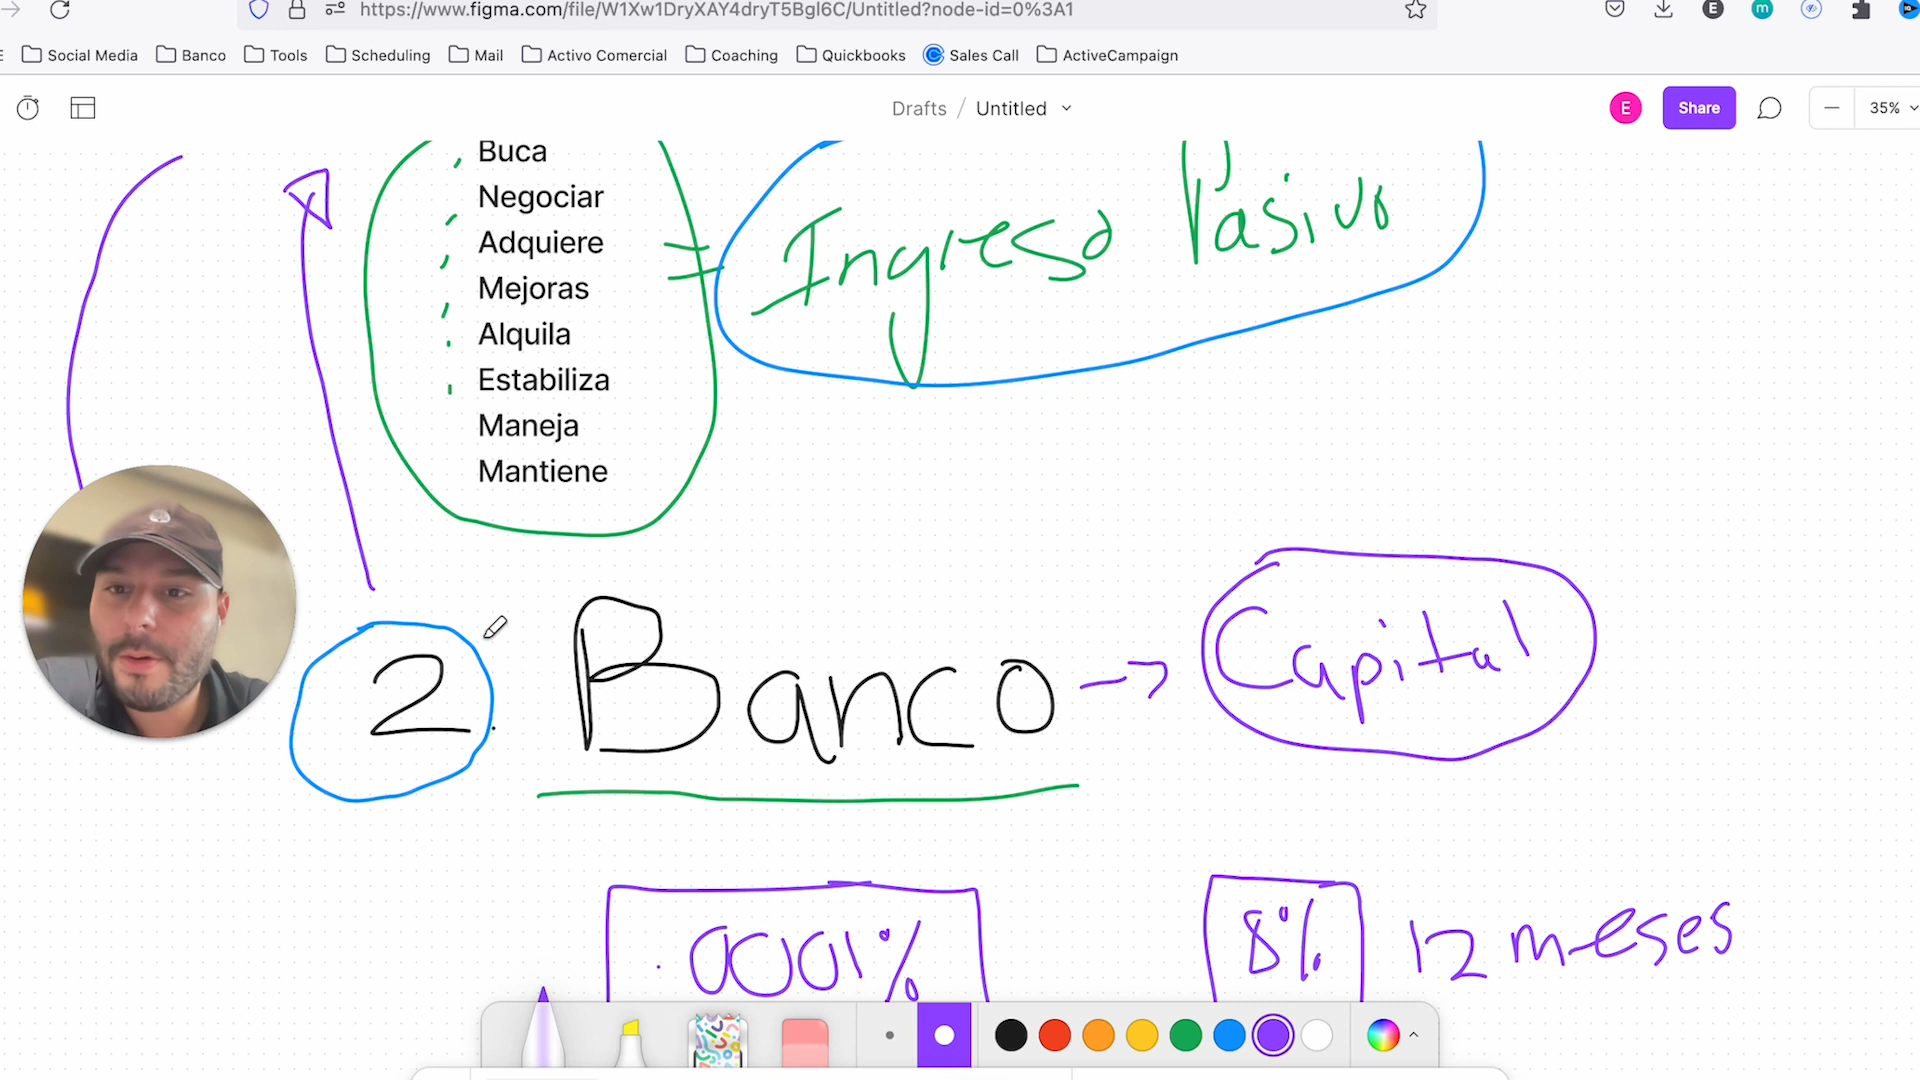 https://www.figma.com/file/W1Xw1DryXAY4dryT5Bgl6C/Untitled?node-id=0%3A1
E
m
Social Media Banco Tools Scheduling Mail Activo Comercial Coaching Quickbooks Sales Call ActiveCampaign
Drafts / Untitled
E Share 35%
Buca
Negociar
Adquiere
Mejoras
Alquila
Estabiliza
Maneja
Mantiene
= Ingreso Pasivo
2. Banco → Capital
.00001%
8% 12 meses